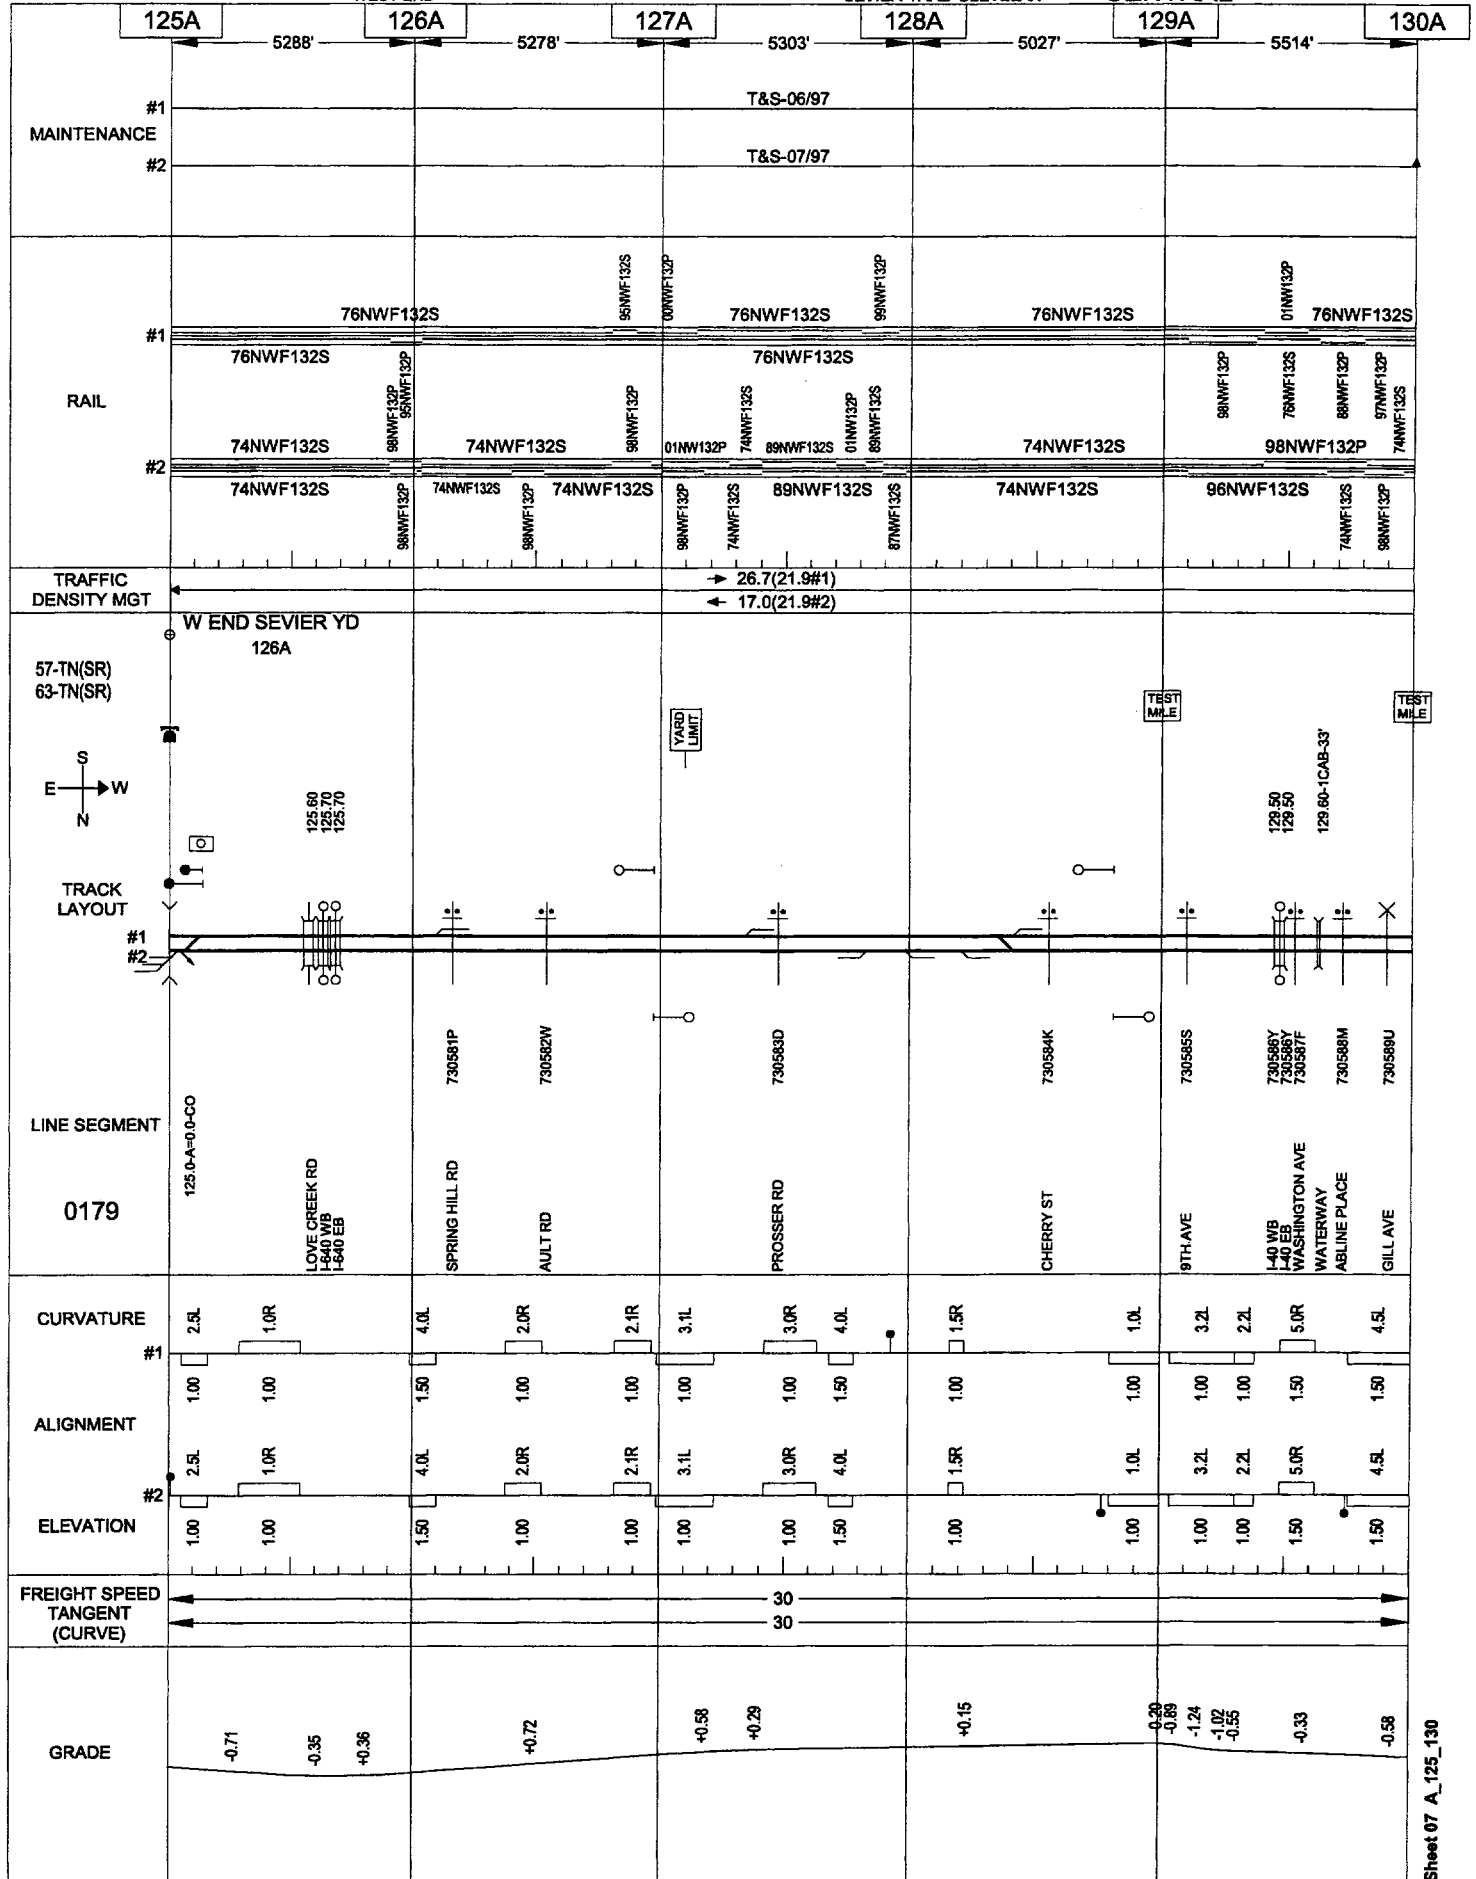 125A 126A 127A 128A 129A 130A
5288' 5278' 5303' 5027' 5514'
MAINTENANCE
#1 T&S-06/97
#2 T&S-07/97
RAIL
95NWF132S 00NWF132P 99NWF132P 01NW132P
76NWF132S 76NWF132S 76NWF132S 76NWF132S
#1
76NWF132S 76NWF132S
98NWF132P 95NWF132P 98NWF132P 74NWF132S 01NW132P 89NWF132S 98NWF132P 76NWF132S 88NWF132P 97NWF132P 74NWF132S
74NWF132S 74NWF132S 01NW132P 89NWF132S 74NWF132S 98NWF132P
#2
74NWF132S 74NWF132S 74NWF132S 89NWF132S 74NWF132S 96NWF132S
98NWF132P 98NWF132P 98NWF132P 74NWF132S 87NWF132S 74NWF132S 98NWF132P
TRAFFIC
DENSITY MGT
26.7(21.9#1)
17.0(21.9#2)
W END SEVIER YD
126A
57-TN(SR)
63-TN(SR)
YARD
LIMIT
TEST
MILE
TEST
MILE
S
E W
N
125.60
125.70
125.70
129.50
129.50
129.60-1CAB-33'
TRACK
LAYOUT
#1
#2
730581P
730582W
730583D
730584K
730585S
730586Y
730586Y
730587F
730588M
730589U
LINE SEGMENT
0179
125.0-A=0.0-CO
LOVE CREEK RD
I-640 WB
I-640 EB
SPRING HILL RD
AULT RD
PROSSER RD
CHERRY ST
9TH AVE
I-40 WB
I-40 EB
WASHINGTON AVE
WATERWAY
ABLINE PLACE
GILL AVE
CURVATURE
2.5L 1.0R 4.0L 2.0R 2.1R 3.1L 3.0R 4.0L 1.5R 1.0L 3.2L 2.2L 5.0R 4.5L
#1
1.00 1.00 1.50 1.00 1.00 1.00 1.00 1.50 1.00 1.00 1.00 1.00 1.50 1.50
ALIGNMENT
2.5L 1.0R 4.0L 2.0R 2.1R 3.1L 3.0R 4.0L 1.5R 1.0L 3.2L 2.2L 5.0R 4.5L
#2
ELEVATION
1.00 1.00 1.50 1.00 1.00 1.00 1.00 1.50 1.00 1.00 1.00 1.00 1.50 1.50
FREIGHT SPEED
TANGENT
(CURVE)
30
30
GRADE
-0.71 -0.35 +0.36 +0.72 +0.58 +0.29 +0.15 -0.89 -1.24 -1.02 -0.55 -0.33 -0.58
Sheet 07 A_125_130